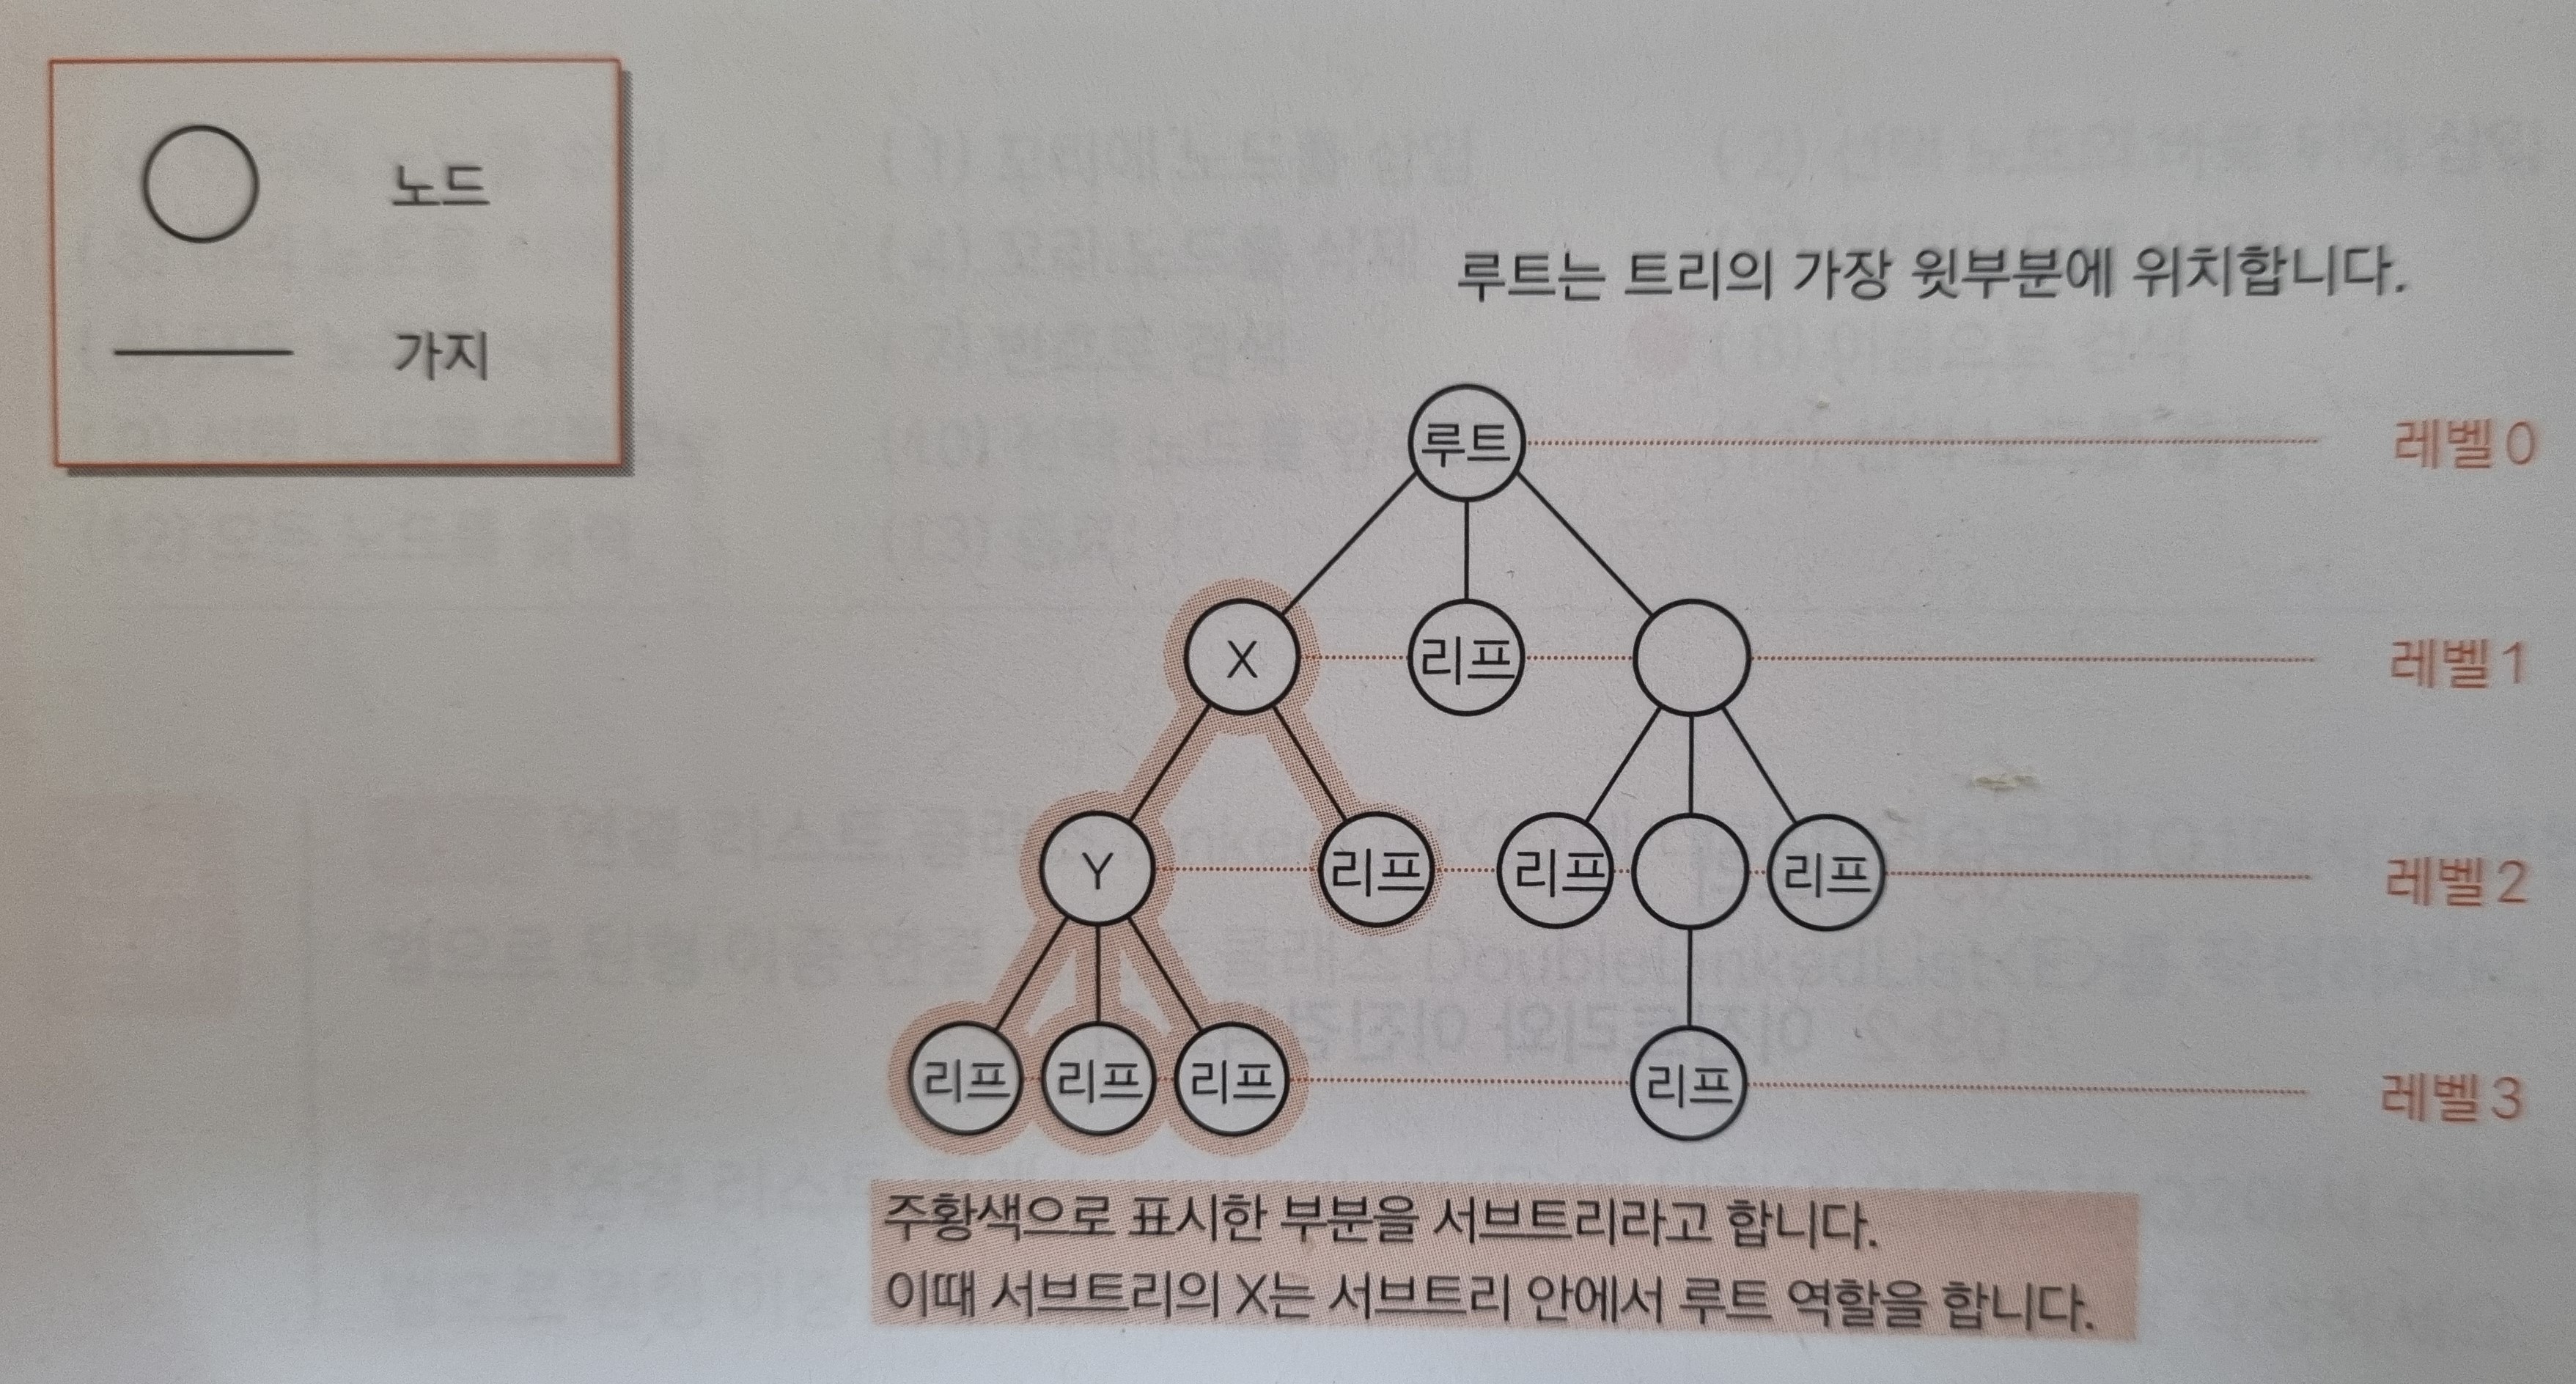 노드
가지
루트는 트리의 가장 윗부분에 위치합니다.
루트 레벨 0
X 리프 레벨 1
Y 리프 리프 리프 레벨 2
리프 리프 리프 리프 레벨 3
주황색으로 표시한 부분을 서브트리라고 합니다.
이때 서브트리의 X는 서브트리 안에서 루트 역할을 합니다.